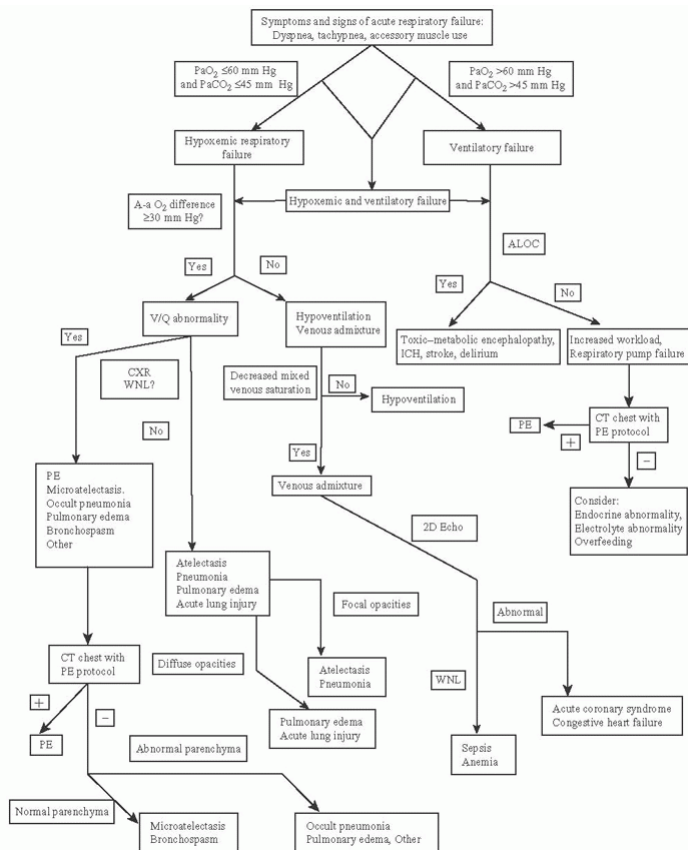 Symptoms and signs of acute respiratory failure:
Dyspnea, tachypnea, accessory muscle use
PaO2 ≤60 mm Hg
and PaCO2 ≤45 mm Hg
PaO2 >60 mm Hg
and PaCO2 >45 mm Hg
Hypoxemic respiratory
failure
Ventilatory failure
A-a O2 difference
≥30 mm Hg?
Hypoxemic and ventilatory failure
ALOC
Yes
No
Yes
No
V/Q abnormality
Hypoventilation
Venous admixture
Toxic–metabolic encephalopathy,
ICH, stroke, delirium
Increased workload,
Respiratory pump failure
Yes
CXR
WNL?
Decreased mixed
venous saturation
No
Hypoventilation
No
PE
+
CT chest with
PE protocol
−
Yes
PE
Microatelectasis.
Occult pneumonia
Pulmonary edema
Bronchospasm
Other
Venous admixture
Consider:
Endocrine abnormality,
Electrolyte abnormality
Overfeeding
2D Echo
Atelectasis
Pneumonia
Pulmonary edema
Acute lung injury
Focal opacities
Abnormal
CT chest with
PE protocol
Diffuse opacities
Atelectasis
Pneumonia
WNL
+
−
PE
Pulmonary edema
Acute lung injury
Acute coronary syndrome
Congestive heart failure
Abnormal parenchyma
Sepsis
Anemia
Normal parenchyma
Microatelectasis
Bronchospasm
Occult pneumonia
Pulmonary edema, Other